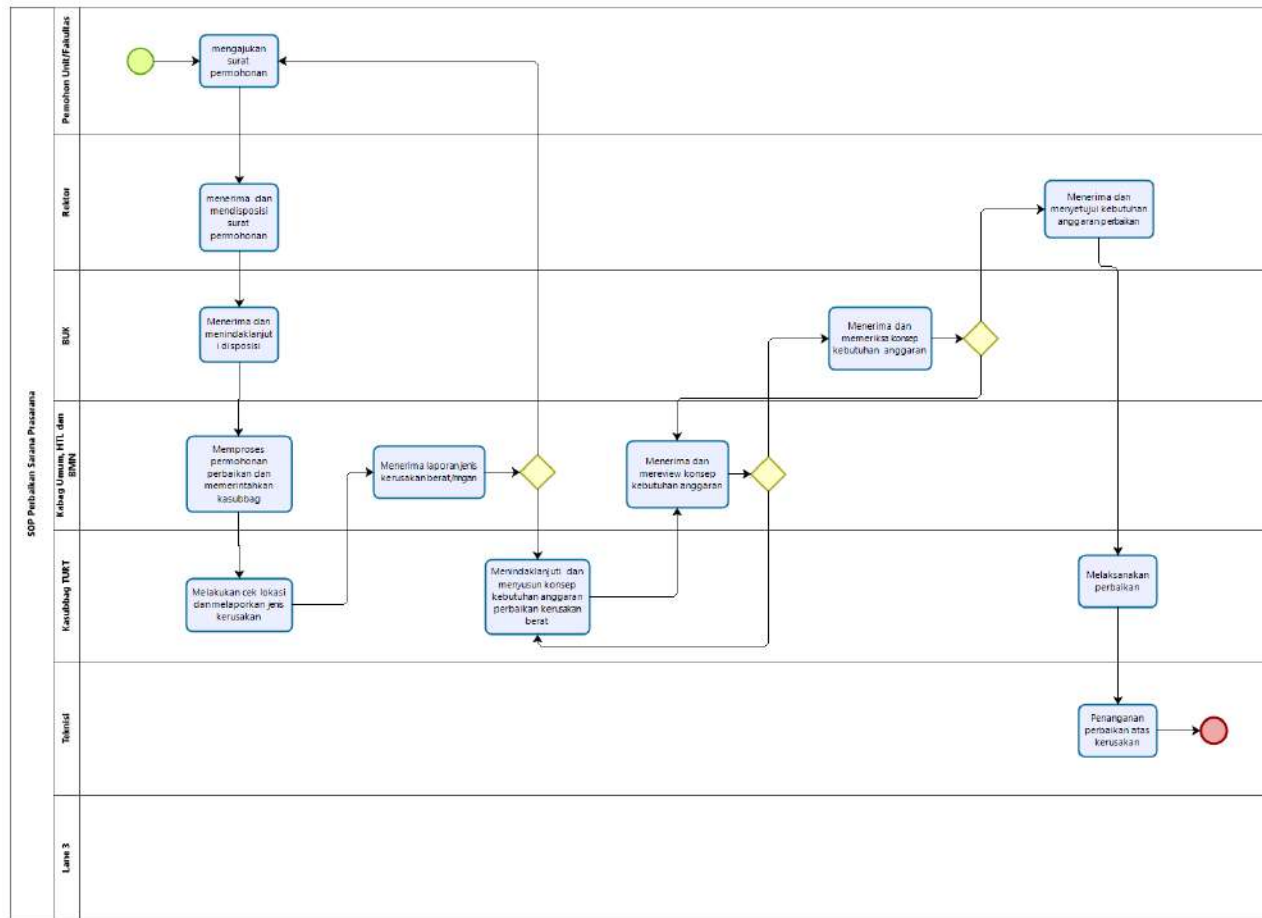 SOP Perbaikan Sarana Prasarana
Pemohon Unit/Fakultas
mengajukan
surat
permohonan
Rektor
menerima dan
mendisposisi
surat
permohonan
Menerima dan
menyetujui kebutuhan
anggaran perbaikan
BUK
Menerima dan
menindaklanjut
i disposisi
Menerima dan
memeriksa konsep
kebutuhan anggaran
Kabag Umum, HTL dan
BMN
Memproses
permohonan
perbaikan dan
memerintahkan
kasubbag
Menerima laporan jenis
kerusakan berat/ringan
Menerima dan
mereview konsep
kebutuhan anggaran
Kasubbag TURT
Melakukan cek lokasi
dan melaporkan jenis
kerusakan
Menindaklanjuti dan
menyusun konsep
kebutuhan anggaran
perbaikan kerusakan
berat
Melaksanakan
perbaikan
Teknisi
Penanganan
perbaikan atas
kerusakan
Lane 3